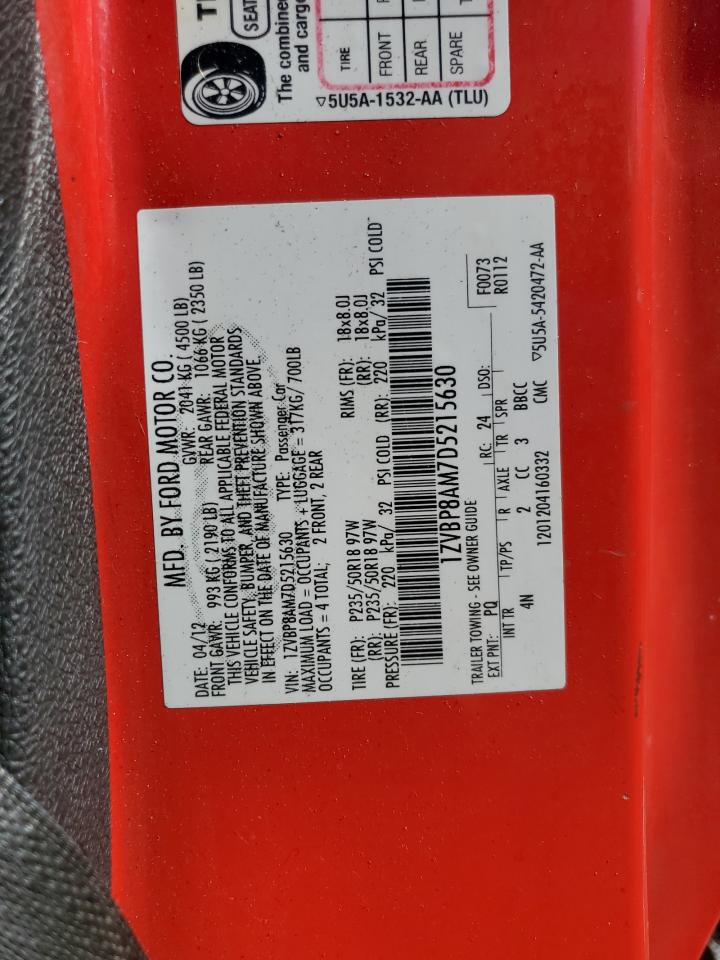 MFD. BY FORD MOTOR CO.
DATE: 04/12 GVWR: 2041 KG ( 4500 LB)
FRONT GAWR: 993 KG ( 2190 LB) REAR GAWR: 1066 KG ( 2350 LB)
THIS VEHICLE CONFORMS TO ALL APPLICABLE FEDERAL MOTOR
VEHICLE SAFETY, BUMPER, AND THEFT PREVENTION STANDARDS
IN EFFECT ON THE DATE OF MANUFACTURE SHOWN ABOVE.
VIN: 1ZVBP8AM7D5215630 TYPE: Passenger Car
MAXIMUM LOAD = OCCUPANTS + LUGGAGE = 317KG/ 700LB
OCCUPANTS = 4 TOTAL; 2 FRONT, 2 REAR
TIRE (FR): P235/50R18 97W RIMS (FR): 18x8.0J
(RR): P235/50R18 97W (RR): 18x8.0J
PRESSURE (FR): 220 kPa/ 32 PSI COLD (RR): 220 kPa/ 32 PSI COLD
1ZVBP8AM7D5215630
TRAILER TOWING - SEE OWNER GUIDE
EXT PNT: PQ RC: 24 DSO: F0073
R0112
INT TR TP/PS R AXLE TR SPR
4N 2 CC 3 BBCC
1201204160332 CMC ▽5U5A-5420472-AA
SEAT
The combined
and cargo
TIRE
FRONT
REAR
SPARE
▽5U5A-1532-AA (TLU)